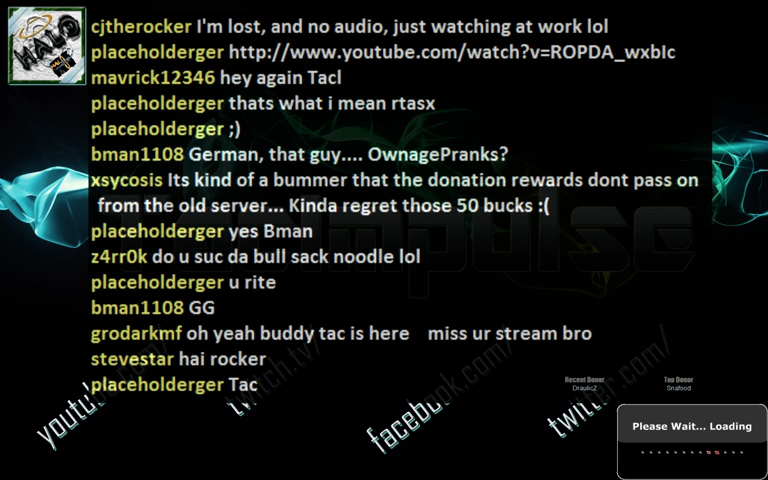 HALO
cjtherocker I'm lost, and no audio, just watching at work lol
placeholderger http://www.youtube.com/watch?v=ROPDA_wxbIc
mavrick12346 hey again Tacl
placeholderger thats what i mean rtasx
placeholderger ;)
bman1108 German, that guy.... OwnagePranks?
xsycosis Its kind of a bummer that the donation rewards dont pass on
from the old server... Kinda regret those 50 bucks :(
placeholderger yes Bman
z4rr0k do u suc da bull sack noodle lol
placeholderger u rite
bman1108 GG
grodarkmf oh yeah buddy tac is here miss ur stream bro
stevestar hai rocker
placeholderger Tac
youtube.com/
twitch.tv/
facebook.com/
twitter.com/
Recent Donor
DraulicZ
Top Donor
Snafood
Please Wait... Loading